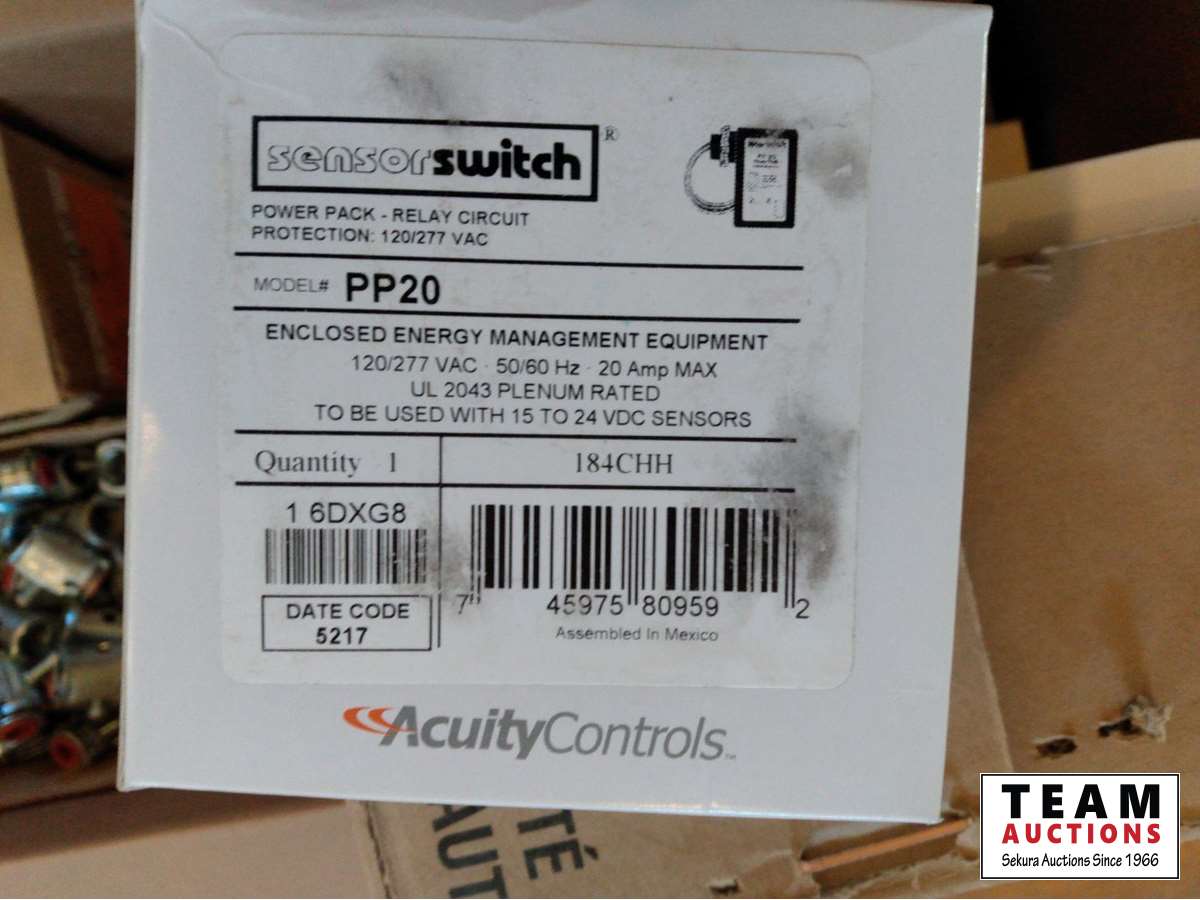 sensorswitch®
POWER PACK - RELAY CIRCUIT
PROTECTION: 120/277 VAC
MODEL# PP20
ENCLOSED ENERGY MANAGEMENT EQUIPMENT
120/277 VAC · 50/60 Hz · 20 Amp MAX
UL 2043 PLENUM RATED
TO BE USED WITH 15 TO 24 VDC SENSORS
Quantity 1
184CHH
1 6DXG8
DATE CODE
5217
7 45975 80959 2
Assembled In Mexico
AcuityControls™
TÉ
AUT
TEAM
AUCTIONS
Sekura Auctions Since 1966